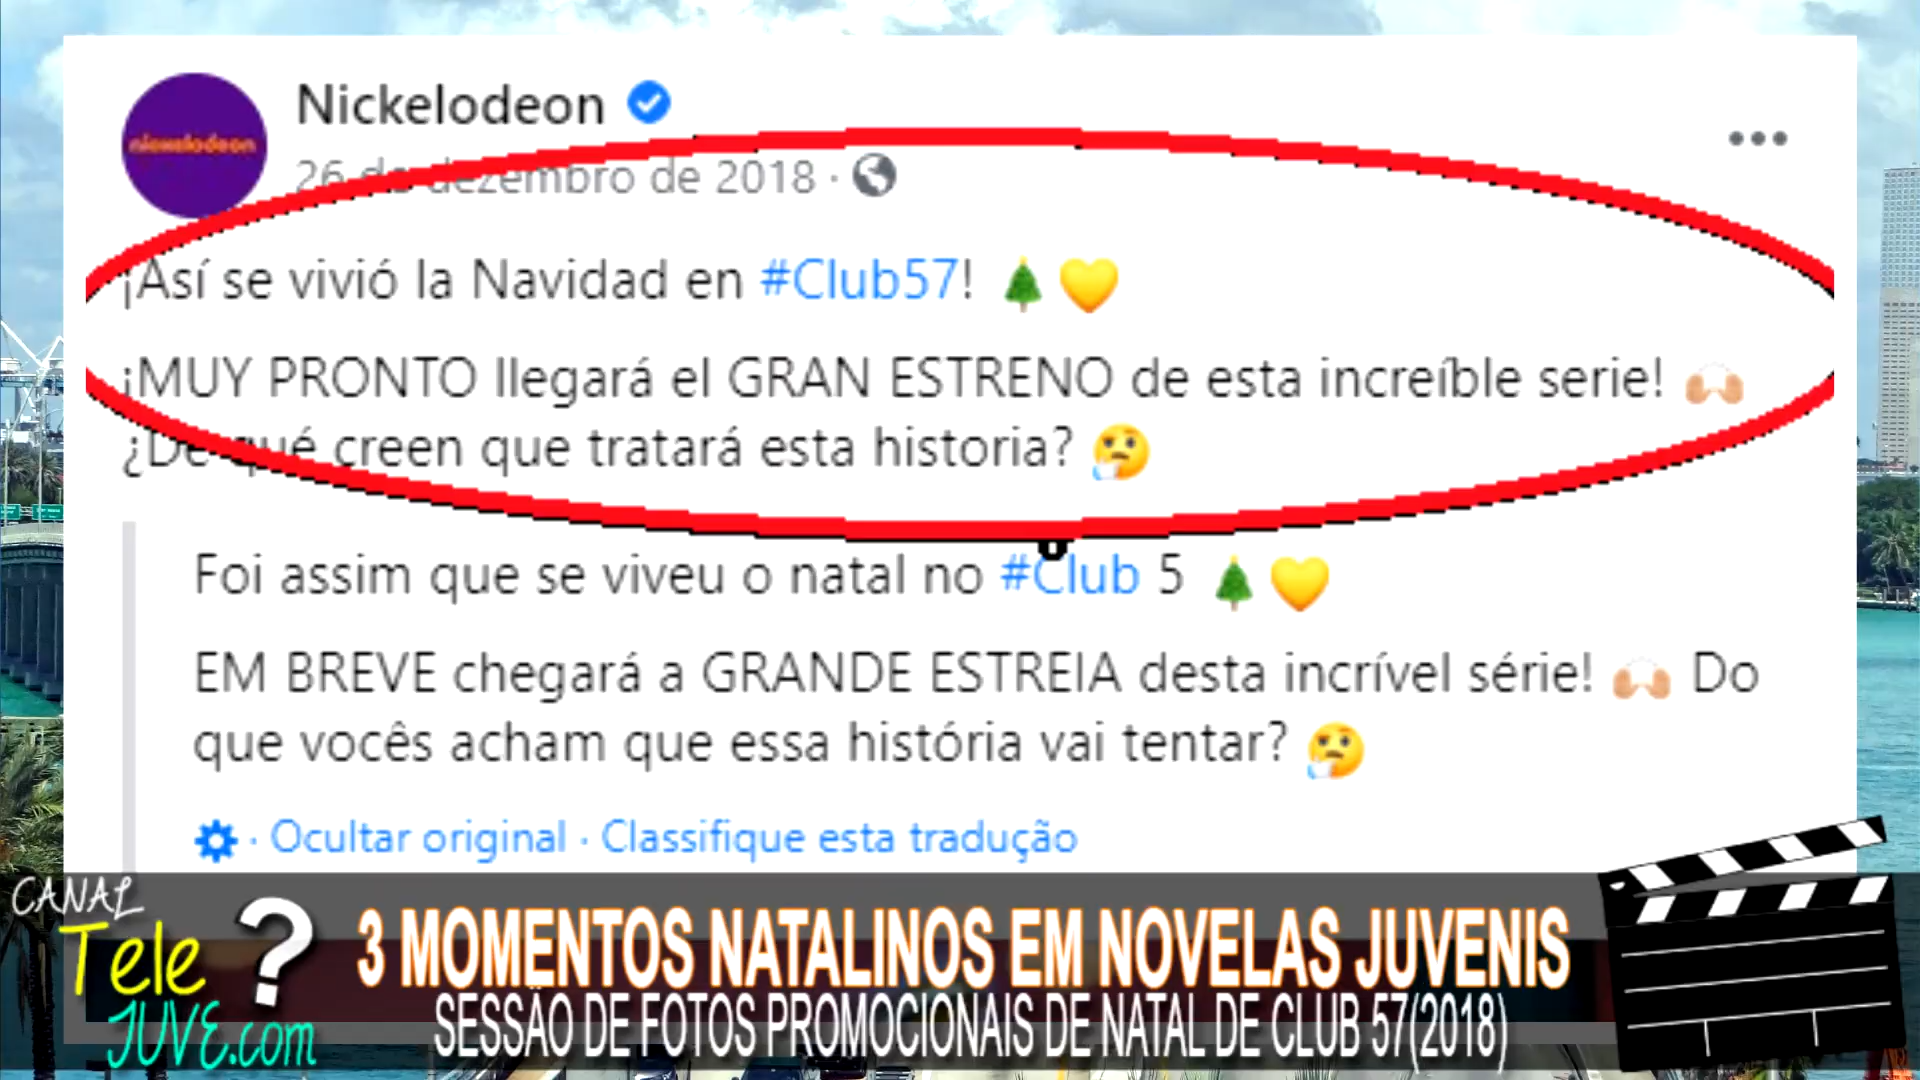 nickelodeon
Nickelodeon
26 de dezembro de 2018 ·
¡Así se vivió la Navidad en #Club57! 🎄💛
¡MUY PRONTO llegará el GRAN ESTRENO de esta increíble serie! 🙌🏼
¿De qué creen que tratará esta historia? 🤔
Foi assim que se viveu o natal no #Club 5 🎄💛
EM BREVE chegará a GRANDE ESTREIA desta incrível série! 🙌🏼 Do
que vocês acham que essa história vai tentar? 🤔
· Ocultar original · Classifique esta tradução
CANAL
Tele
JUVE.com
?
3 MOMENTOS NATALINOS EM NOVELAS JUVENIS
SESSÃO DE FOTOS PROMOCIONAIS DE NATAL DE CLUB 57(2018)